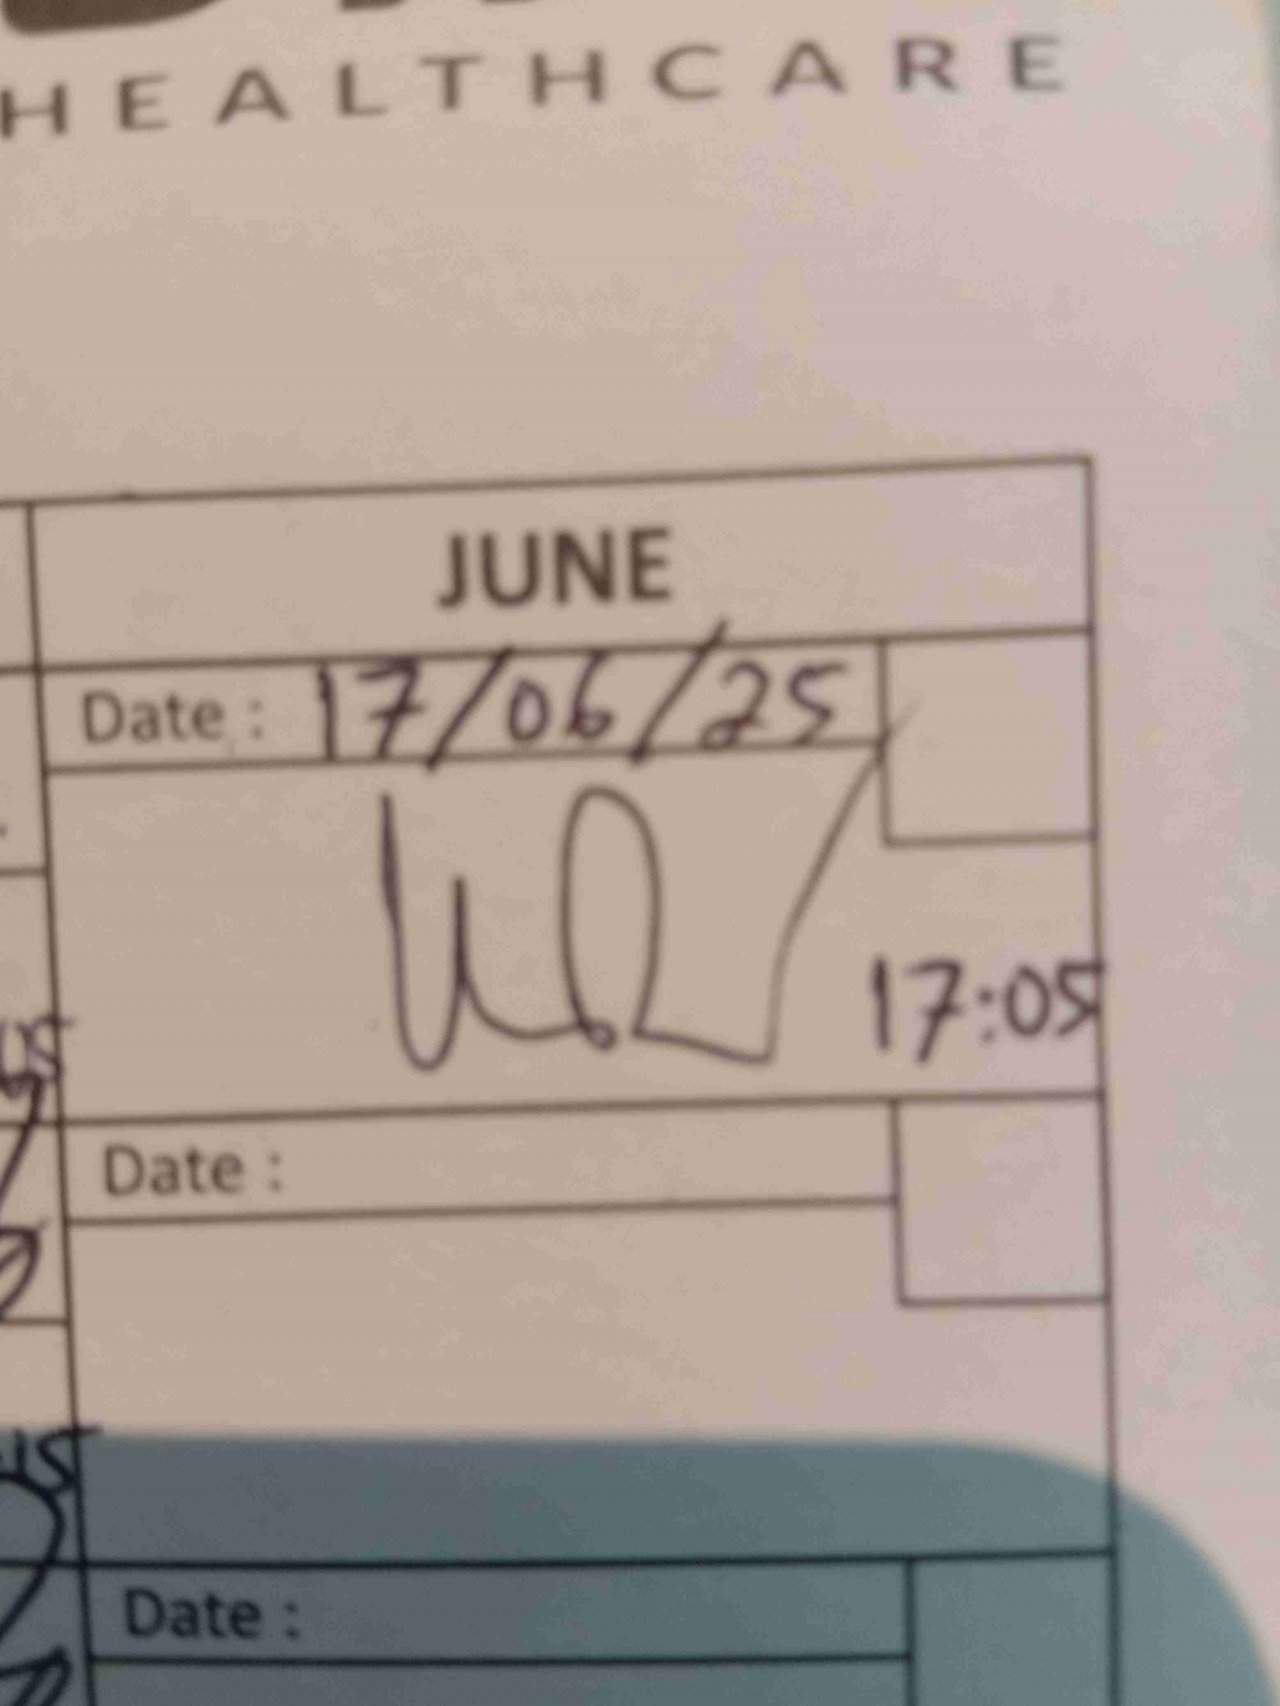 HEALTHCARE
JUNE
Date : 17/06/25
17:05
Date :
Date :